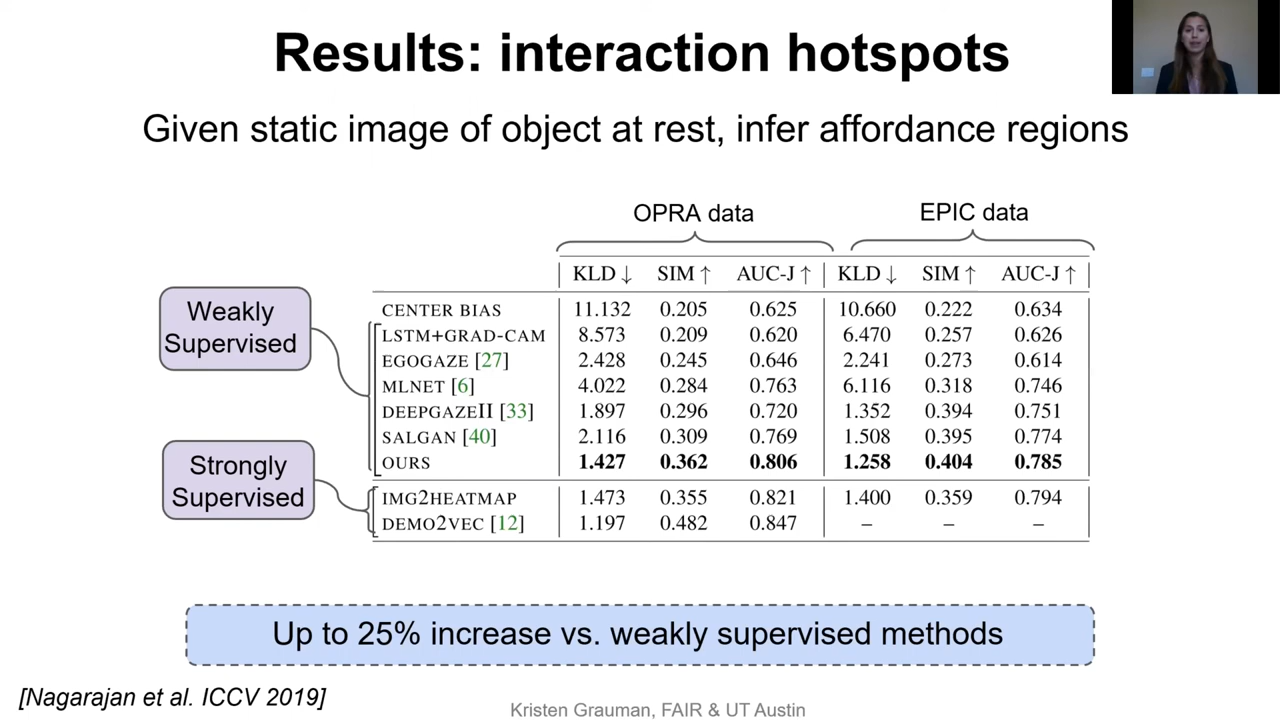 Results: interaction hotspots
Given static image of object at rest, infer affordance regions
OPRA data EPIC data
KLD ↓ SIM ↑ AUC-J ↑ KLD ↓ SIM ↑ AUC-J ↑
Weakly
Supervised
CENTER BIAS 11.132 0.205 0.625 10.660 0.222 0.634
LSTM+GRAD-CAM 8.573 0.209 0.620 6.470 0.257 0.626
EGOGAZE [27] 2.428 0.245 0.646 2.241 0.273 0.614
MLNET [6] 4.022 0.284 0.763 6.116 0.318 0.746
DEEPGAZEII [33] 1.897 0.296 0.720 1.352 0.394 0.751
SALGAN [40] 2.116 0.309 0.769 1.508 0.395 0.774
OURS 1.427 0.362 0.806 1.258 0.404 0.785
Strongly
Supervised
IMG2HEATMAP 1.473 0.355 0.821 1.400 0.359 0.794
DEMO2VEC [12] 1.197 0.482 0.847 – – –
Up to 25% increase vs. weakly supervised methods
[Nagarajan et al. ICCV 2019]
Kristen Grauman, FAIR & UT Austin